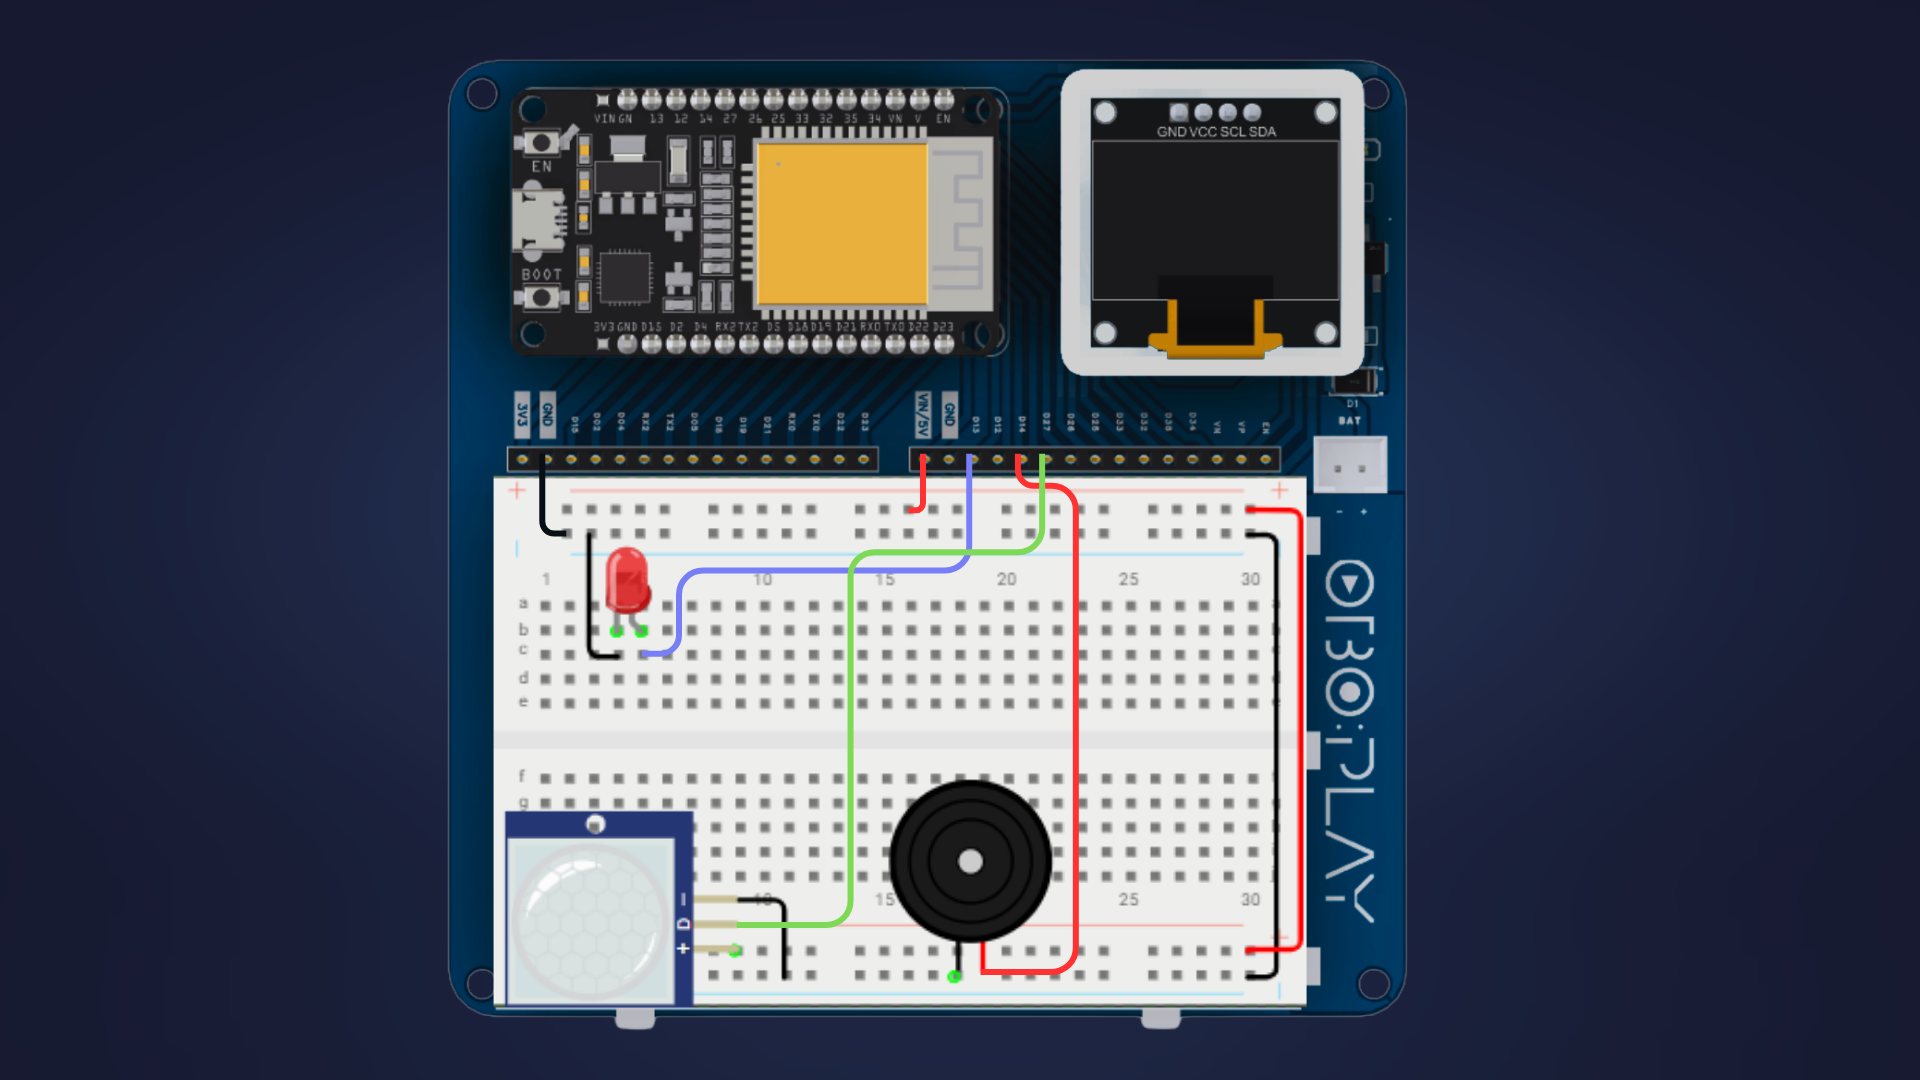 VIN GN 13 12 14 27 26 25 33 32 35 34 VN V EN
EN
BOOT
3V3 GND D15 D2 D4 RX2 TX2 D5 D18 D19 D21 RX0 TX0 D22 D23
GND VCC SCL SDA
D1
BAT
- +
3V3 GND D15 D02 D04 RX2 TX2 D05 D18 D19 D21 RX0 TX0 D22 D23
VIN/5V GND D13 D12 D14 D27 D26 D25 D33 D32 D35 D34 VN VP EN
+ +
1 10 15 20 25 30
a
b
c
d
e
f
g
10 15 25 30
- D +
OROO:PLAY